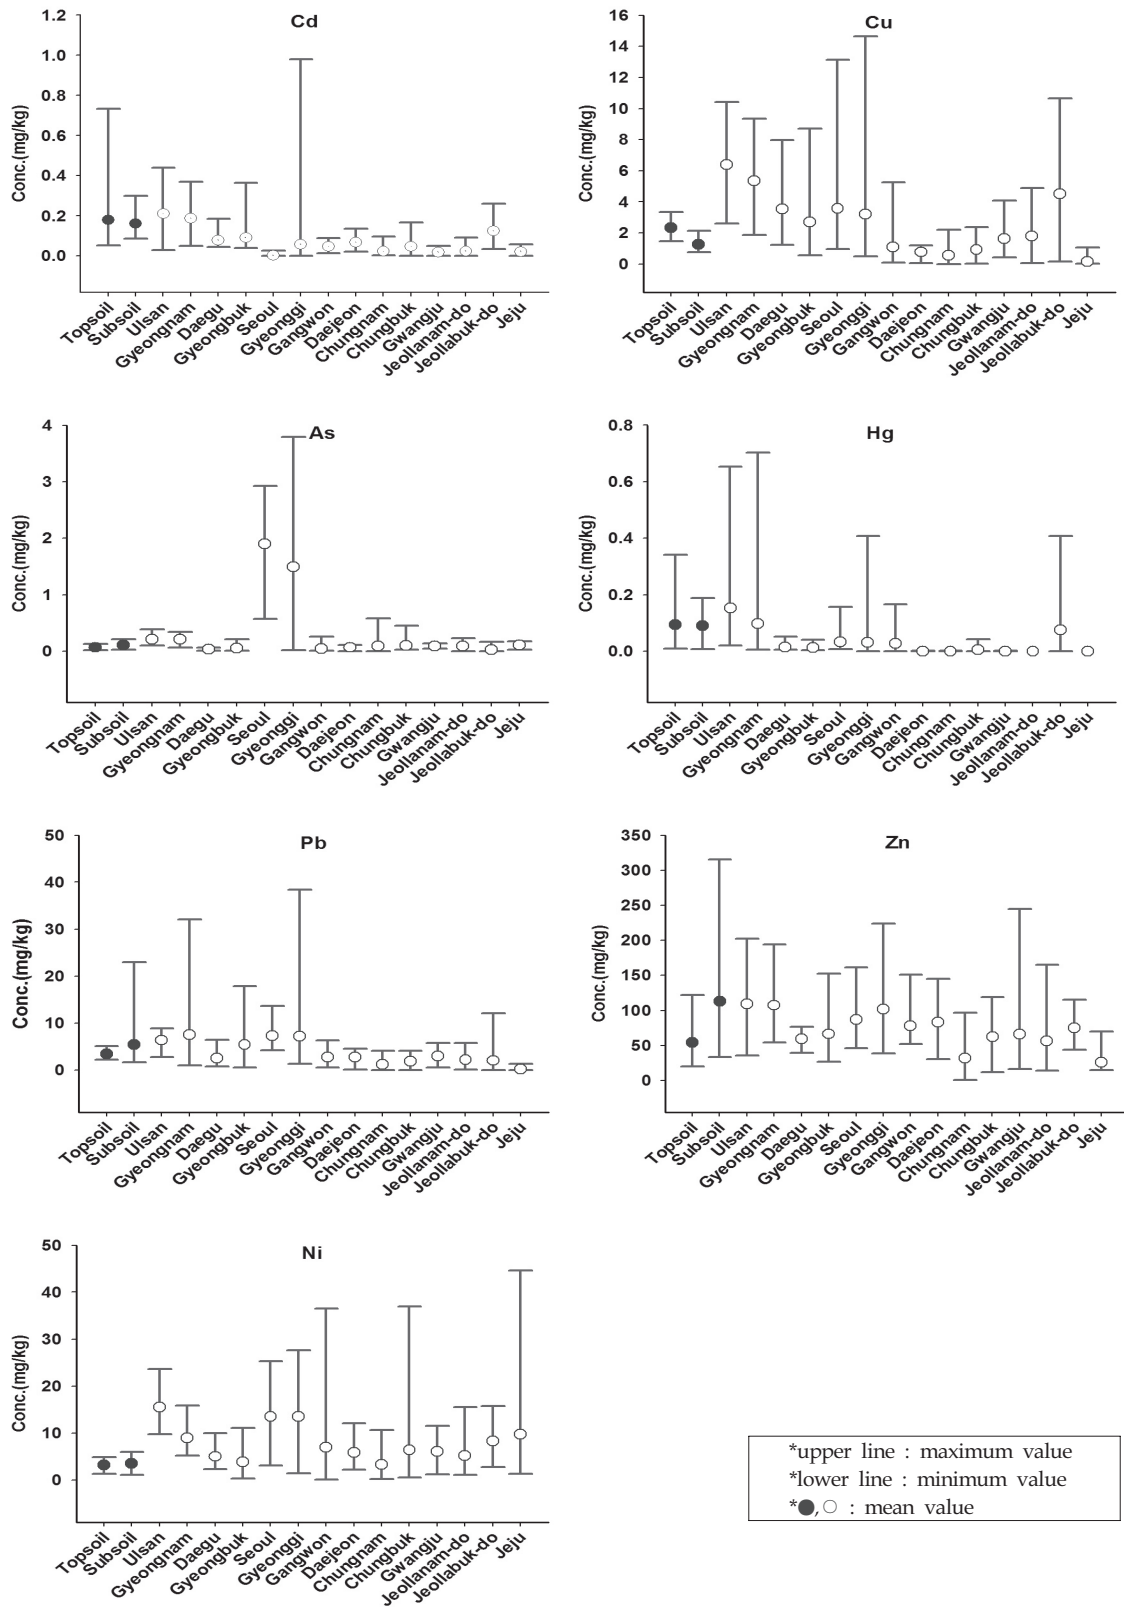 Cd
Conc.(mg/kg)
1.2
1.0
0.8
0.6
0.4
0.2
0.0
Topsoil
Subsoil
Ulsan
Gyeongnam
Daegu
Gyeongbuk
Seoul
Gyeonggi
Gangwon
Daejeon
Chungnam
Chungbuk
Gwangju
Jeollanam-do
Jeollabuk-do
Jeju
Cu
Conc.(mg/kg)
16
14
12
10
8
6
4
2
0
Topsoil
Subsoil
Ulsan
Gyeongnam
Daegu
Gyeongbuk
Seoul
Gyeonggi
Gangwon
Daejeon
Chungnam
Chungbuk
Gwangju
Jeollanam-do
Jeollabuk-do
Jeju
As
Conc.(mg/kg)
4
3
2
1
0
Topsoil
Subsoil
Ulsan
Gyeongnam
Daegu
Gyeongbuk
Seoul
Gyeonggi
Gangwon
Daejeon
Chungnam
Chungbuk
Gwangju
Jeollanam-do
Jeollabuk-do
Jeju
Hg
Conc.(mg/kg)
0.8
0.6
0.4
0.2
0.0
Topsoil
Subsoil
Ulsan
Gyeongnam
Daegu
Gyeongbuk
Seoul
Gyeonggi
Gangwon
Daejeon
Chungnam
Chungbuk
Gwangju
Jeollanam-do
Jeollabuk-do
Jeju
Pb
Conc.(mg/kg)
50
40
30
20
10
0
Topsoil
Subsoil
Ulsan
Gyeongnam
Daegu
Gyeongbuk
Seoul
Gyeonggi
Gangwon
Daejeon
Chungnam
Chungbuk
Gwangju
Jeollanam-do
Jeollabuk-do
Jeju
Zn
Conc.(mg/kg)
350
300
250
200
150
100
50
0
Topsoil
Subsoil
Ulsan
Gyeongnam
Daegu
Gyeongbuk
Seoul
Gyeonggi
Gangwon
Daejeon
Chungnam
Chungbuk
Gwangju
Jeollanam-do
Jeollabuk-do
Jeju
Ni
Conc.(mg/kg)
50
40
30
20
10
0
Topsoil
Subsoil
Ulsan
Gyeongnam
Daegu
Gyeongbuk
Seoul
Gyeonggi
Gangwon
Daejeon
Chungnam
Chungbuk
Gwangju
Jeollanam-do
Jeollabuk-do
Jeju
*upper line : maximum value
*lower line : minimum value
*●,○ : mean value